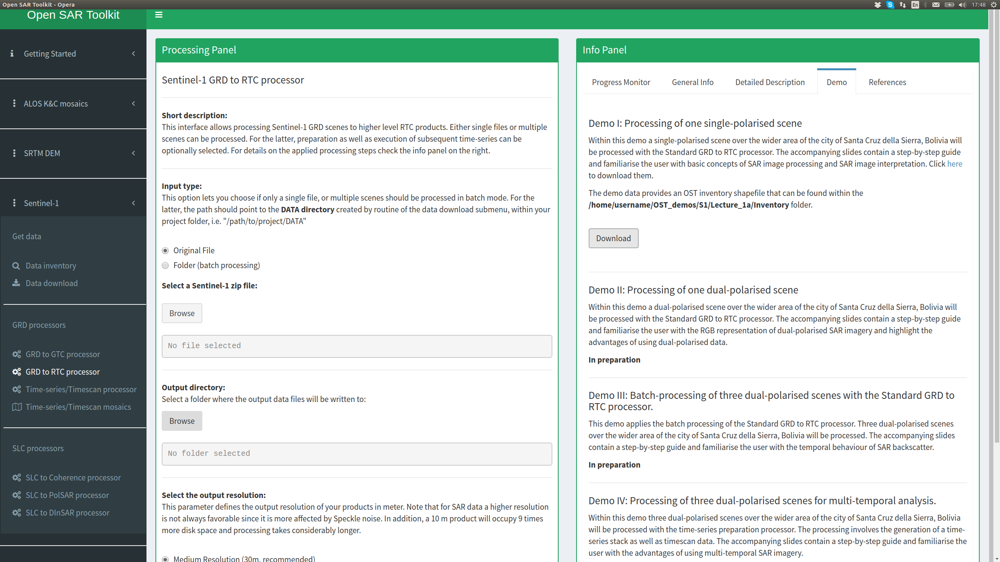 Open SAR Toolkit - Opera
En
17:48
Open SAR Toolkit
Getting Started
ALOS K&C mosaics
SRTM DEM
Sentinel-1
Get data
Data inventory
Data download
GRD processors
GRD to GTC processor
GRD to RTC processor
Time-series/Timescan processor
Time-series/Timescan mosaics
SLC processors
SLC to Coherence processor
SLC to PolSAR processor
SLC to DInSAR processor
Processing Panel
Sentinel-1 GRD to RTC processor
Short description:
This interface allows processing Sentinel-1 GRD scenes to higher level RTC products. Either single files or multiple
scenes can be processed. For the latter, preparation as well as execution of subsequent time-series can be
optionally selected. For details on the applied processing steps check the info panel on the right.
Input type:
This option lets you choose if only a single file, or multiple scenes should be processed in batch mode. For the
latter, the path should point to the DATA directory created by routine of the data download submenu, within your
project folder, i.e. "/path/to/project/DATA"
Original File
Folder (batch processing)
Select a Sentinel-1 zip file:
Browse
No file selected
Output directory:
Select a folder where the output data files will be written to:
Browse
No folder selected
Select the output resolution:
This parameter defines the output resolution of your products in meter. Note that for SAR data a higher resolution
is not always favorable since it is more affected by Speckle noise. In addition, a 10 m product will occupy 9 times
more disk space and processing takes considerably longer.
Medium Resolution (30m, recommended)
Info Panel
Progress Monitor
General Info
Detailed Description
Demo
References
Demo I: Processing of one single-polarised scene
Within this demo a single-polarised scene over the wider area of the city of Santa Cruz della Sierra, Bolivia will
be processed with the Standard GRD to RTC processor. The accompanying slides contain a step-by-step guide
and familiarise the user with basic concepts of SAR image processing and SAR image interpretation. Click here
to download them.
The demo data provides an OST inventory shapefile that can be found within the
/home/username/OST_demos/S1/Lecture_1a/Inventory folder.
Download
Demo II: Processing of one dual-polarised scene
Within this demo a dual-polarised scene over the wider area of the city of Santa Cruz della Sierra, Bolivia will
be processed with the Standard GRD to RTC processor. The accompanying slides contain a step-by-step guide
and familiarise the user with the RGB representation of dual-polarised SAR imagery and highlight the
advantages of using dual-polarised data.
In preparation
Demo III: Batch-processing of three dual-polarised scenes with the Standard GRD to
RTC processor.
This demo applies the batch processing of the Standard GRD to RTC processor. Three dual-polarised scenes
over the wider area of the city of Santa Cruz della Sierra, Bolivia will be processed. The accompanying slides
contain a step-by-step guide and familiarise the user with the temporal behaviour of SAR backscatter.
In preparation
Demo IV: Processing of three dual-polarised scenes for multi-temporal analysis.
Within this demo three dual-polarised scenes over the wider area of the city of Santa Cruz della Sierra, Bolivia
will be processed with the time-series preparation processor. The processing involves the generation of a time-
series stack as well as timescan data. The accompanying slides contain a step-by-step guide and familiarise the
user with the advantages of using multi-temporal SAR imagery.